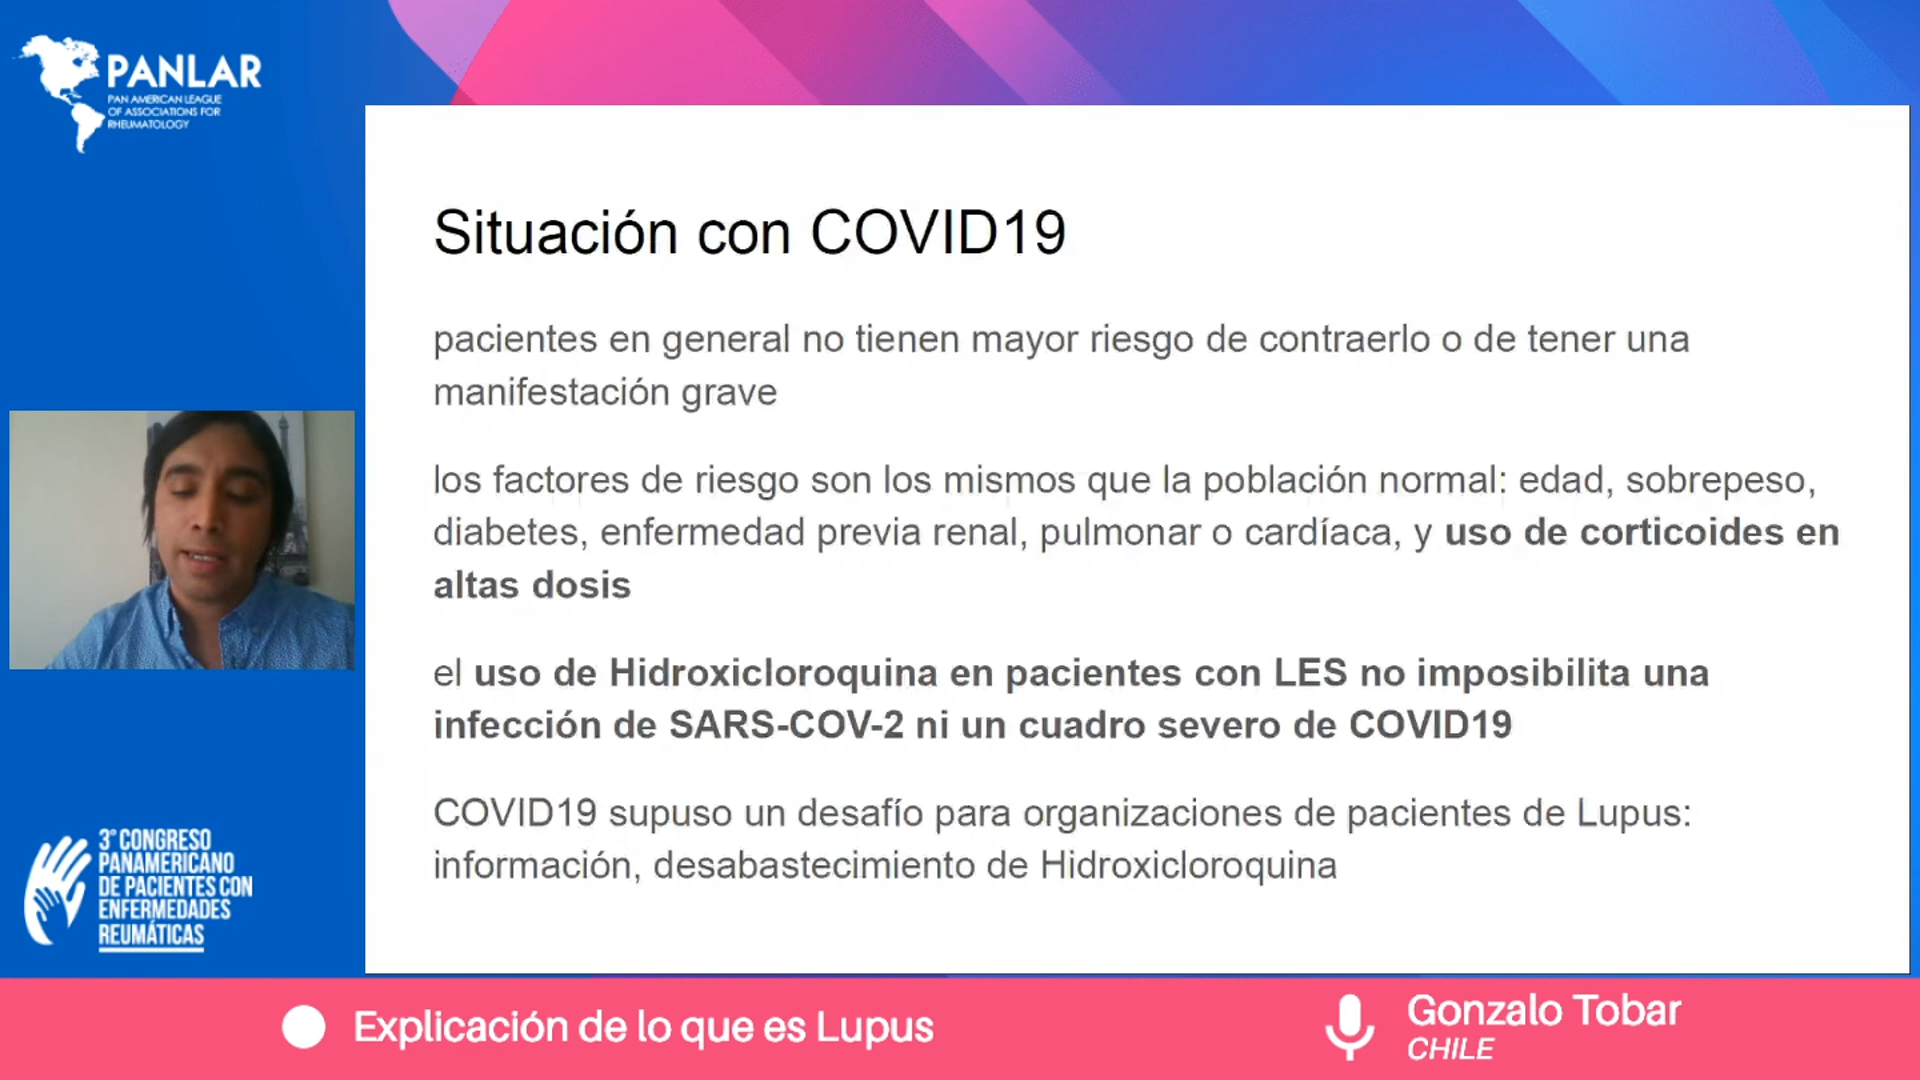 PANLAR
PAN AMERICAN LEAGUE
OF ASSOCIATIONS FOR
RHEUMATOLOGY
Situación con COVID19
pacientes en general no tienen mayor riesgo de contraerlo o de tener una
manifestación grave
los factores de riesgo son los mismos que la población normal: edad, sobrepeso,
diabetes, enfermedad previa renal, pulmonar o cardíaca, y uso de corticoides en
altas dosis
el uso de Hidroxicloroquina en pacientes con LES no imposibilita una
infección de SARS-COV-2 ni un cuadro severo de COVID19
COVID19 supuso un desafío para organizaciones de pacientes de Lupus:
información, desabastecimiento de Hidroxicloroquina
3° CONGRESO
PANAMERICANO
DE PACIENTES CON
ENFERMEDADES
REUMÁTICAS
Explicación de lo que es Lupus
Gonzalo Tobar
CHILE